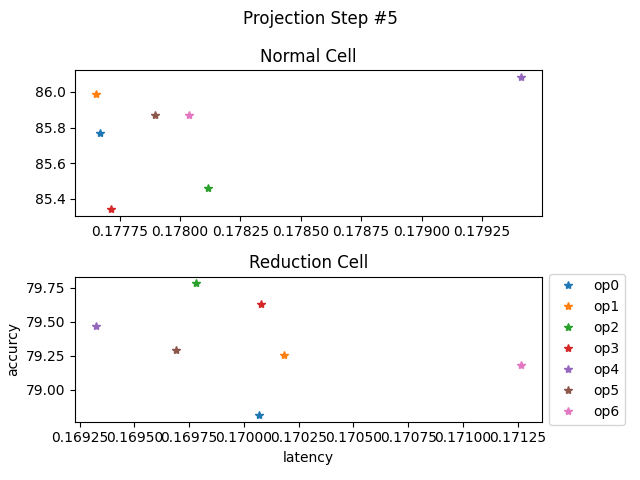 Projection Step #5
Normal Cell
86.0
85.8
85.6
85.4
0.17775 0.17800 0.17825 0.17850 0.17875 0.17900 0.17925
Reduction Cell
79.75
79.50
79.25
79.00
accurcy
0.16925 0.16950 0.16975 0.17000 0.17025 0.17050 0.17075 0.17100 0.17125
latency
op0
op1
op2
op3
op4
op5
op6